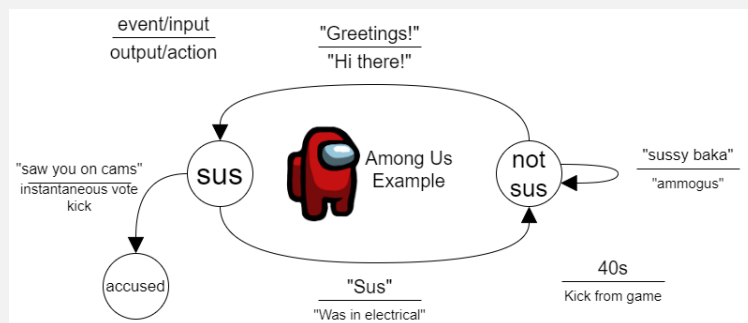 event/input
output/action
"Greetings!"
"Hi there!"
"saw you on cams"
instantaneous vote
kick
sus
Among Us
Example
not
sus
"sussy baka"
"ammogus"
accused
"Sus"
"Was in electrical"
40s
Kick from game